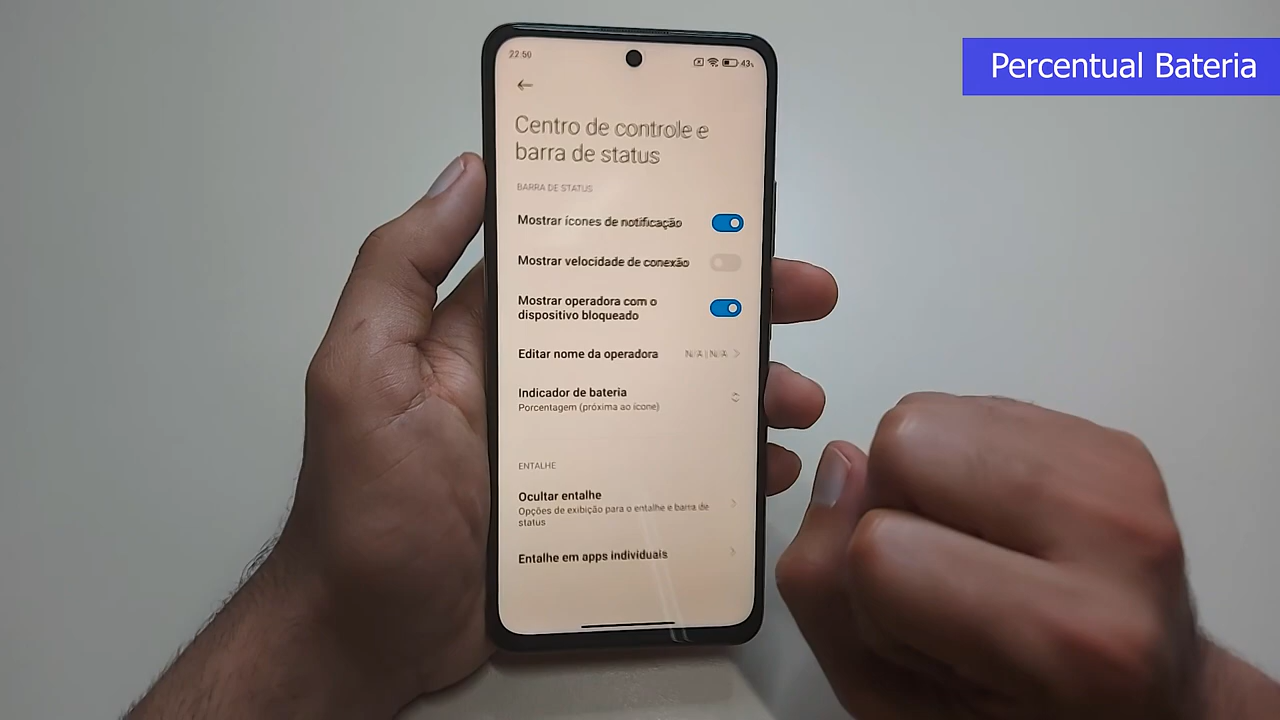 Percentual Bateria
22:50
43%
Centro de controle e
barra de status
BARRA DE STATUS
Mostrar ícones de notificação
Mostrar velocidade de conexão
Mostrar operadora com o
dispositivo bloqueado
Editar nome da operadora N/A | N/A
Indicador de bateria
Porcentagem (próxima ao ícone)
ENTALHE
Ocultar entalhe
Opções de exibição para o entalhe e barra de
status
Entalhe em apps individuais